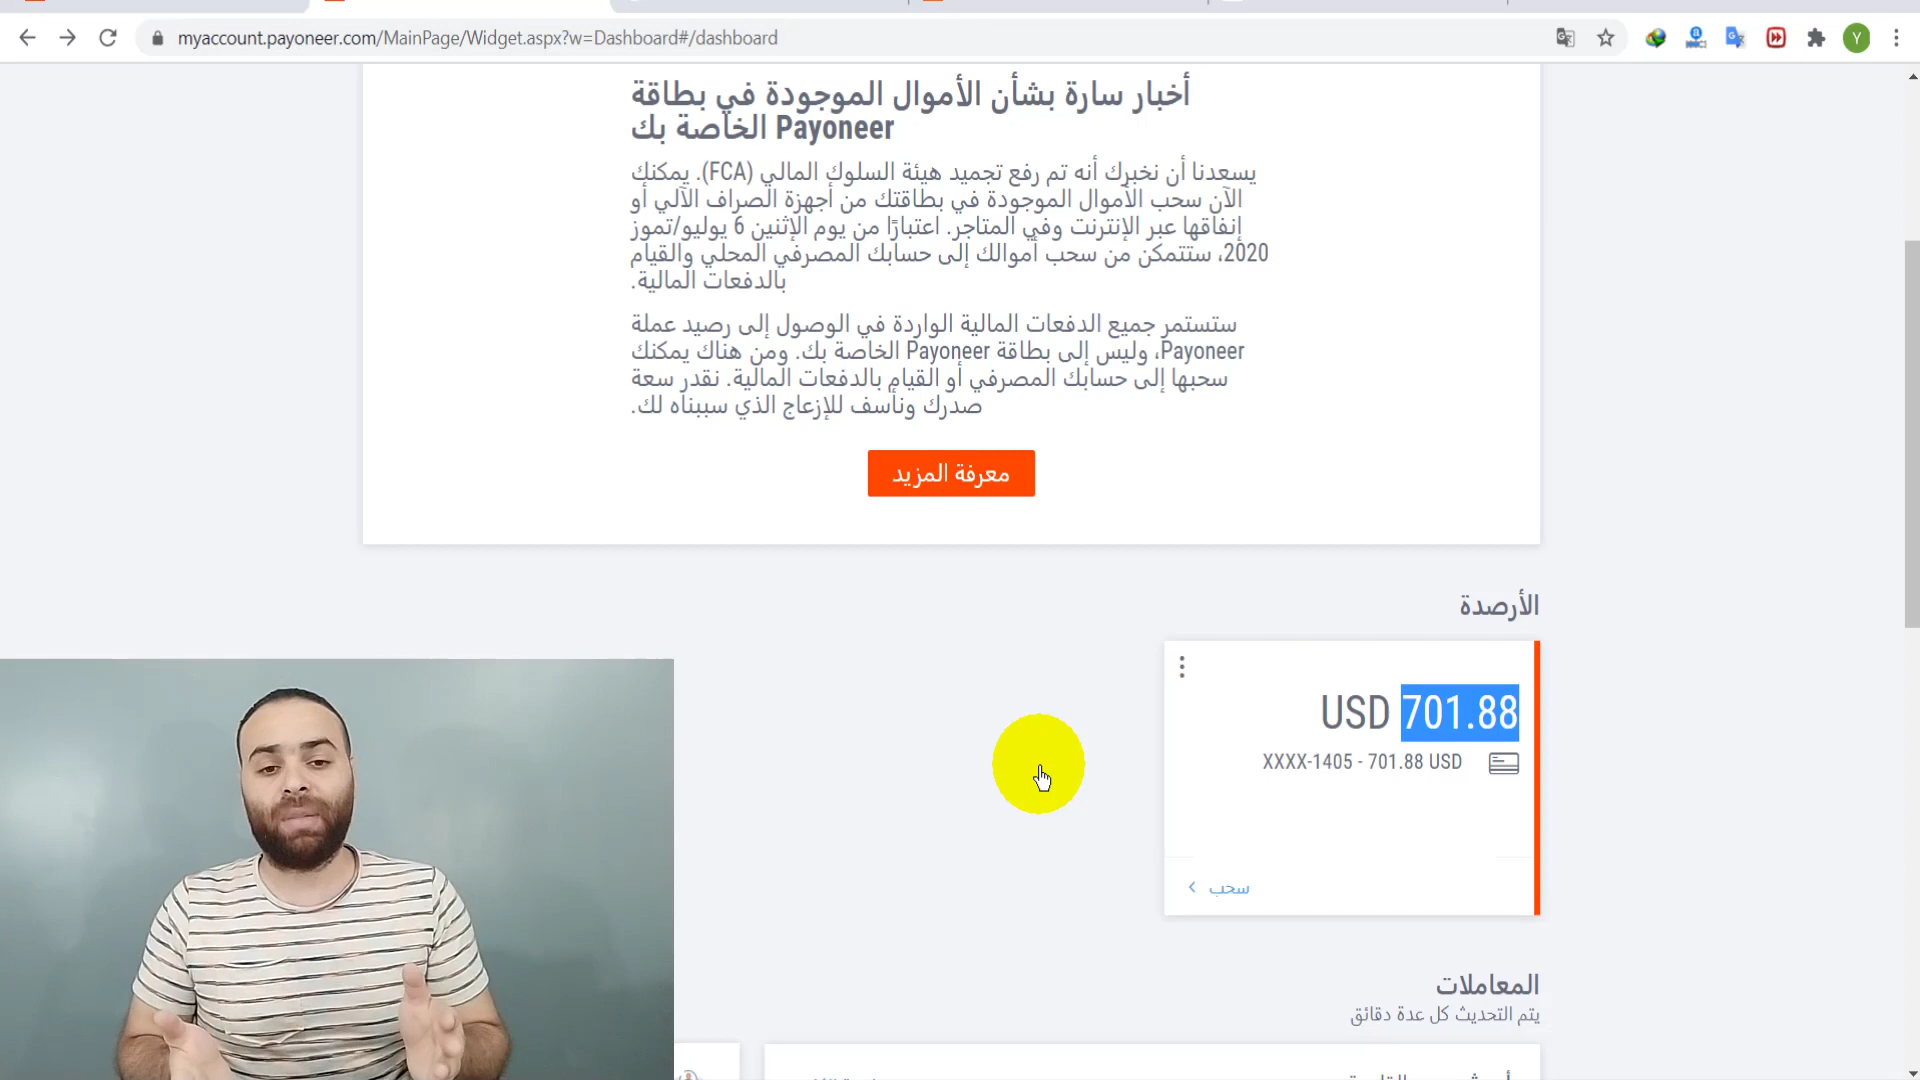 myaccount.payoneer.com/MainPage/Widget.aspx?w=Dashboard#/dashboard
Y
أخبار سارة بشأن الأموال الموجودة في بطاقة
Payoneer الخاصة بك
يسعدنا أن نخبرك أنه تم رفع تجميد هيئة السلوك المالي (FCA). يمكنك
الآن سحب الأموال الموجودة في بطاقتك من أجهزة الصراف الآلي أو
إنفاقها عبر الإنترنت وفي المتاجر. اعتبارًا من يوم الإثنين 6 يوليو/تموز
2020، ستتمكن من سحب أموالك إلى حسابك المصرفي المحلي والقيام
بالدفعات المالية.
ستستمر جميع الدفعات المالية الواردة في الوصول إلى رصيد عملة
Payoneer، وليس إلى بطاقة Payoneer الخاصة بك. ومن هناك يمكنك
سحبها إلى حسابك المصرفي أو القيام بالدفعات المالية. نقدر سعة
صدرك ونأسف للإزعاج الذي سببناه لك.
معرفة المزيد
الأرصدة
USD 701.88
XXXX-1405 - 701.88 USD
سحب
المعاملات
يتم التحديث كل عدة دقائق